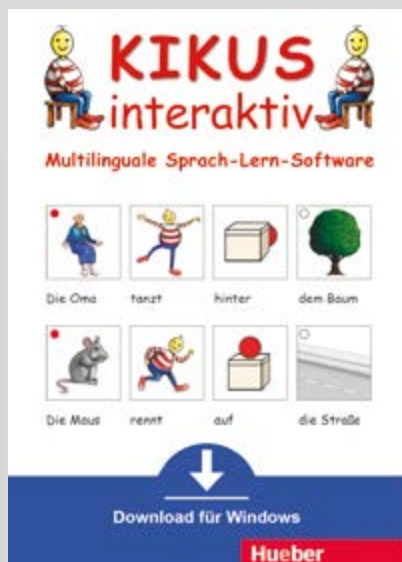 KIKUS
interaktiv
Multilinguale Sprach-Lern-Software
Die Oma tanzt hinter dem Baum
Die Maus rennt auf die Straße
Download für Windows
Hueber